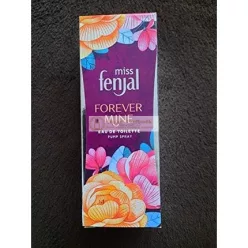 miss
fenjal
FOREVER
MINE
EAU DE TOILETTE
PUMP SPRAY